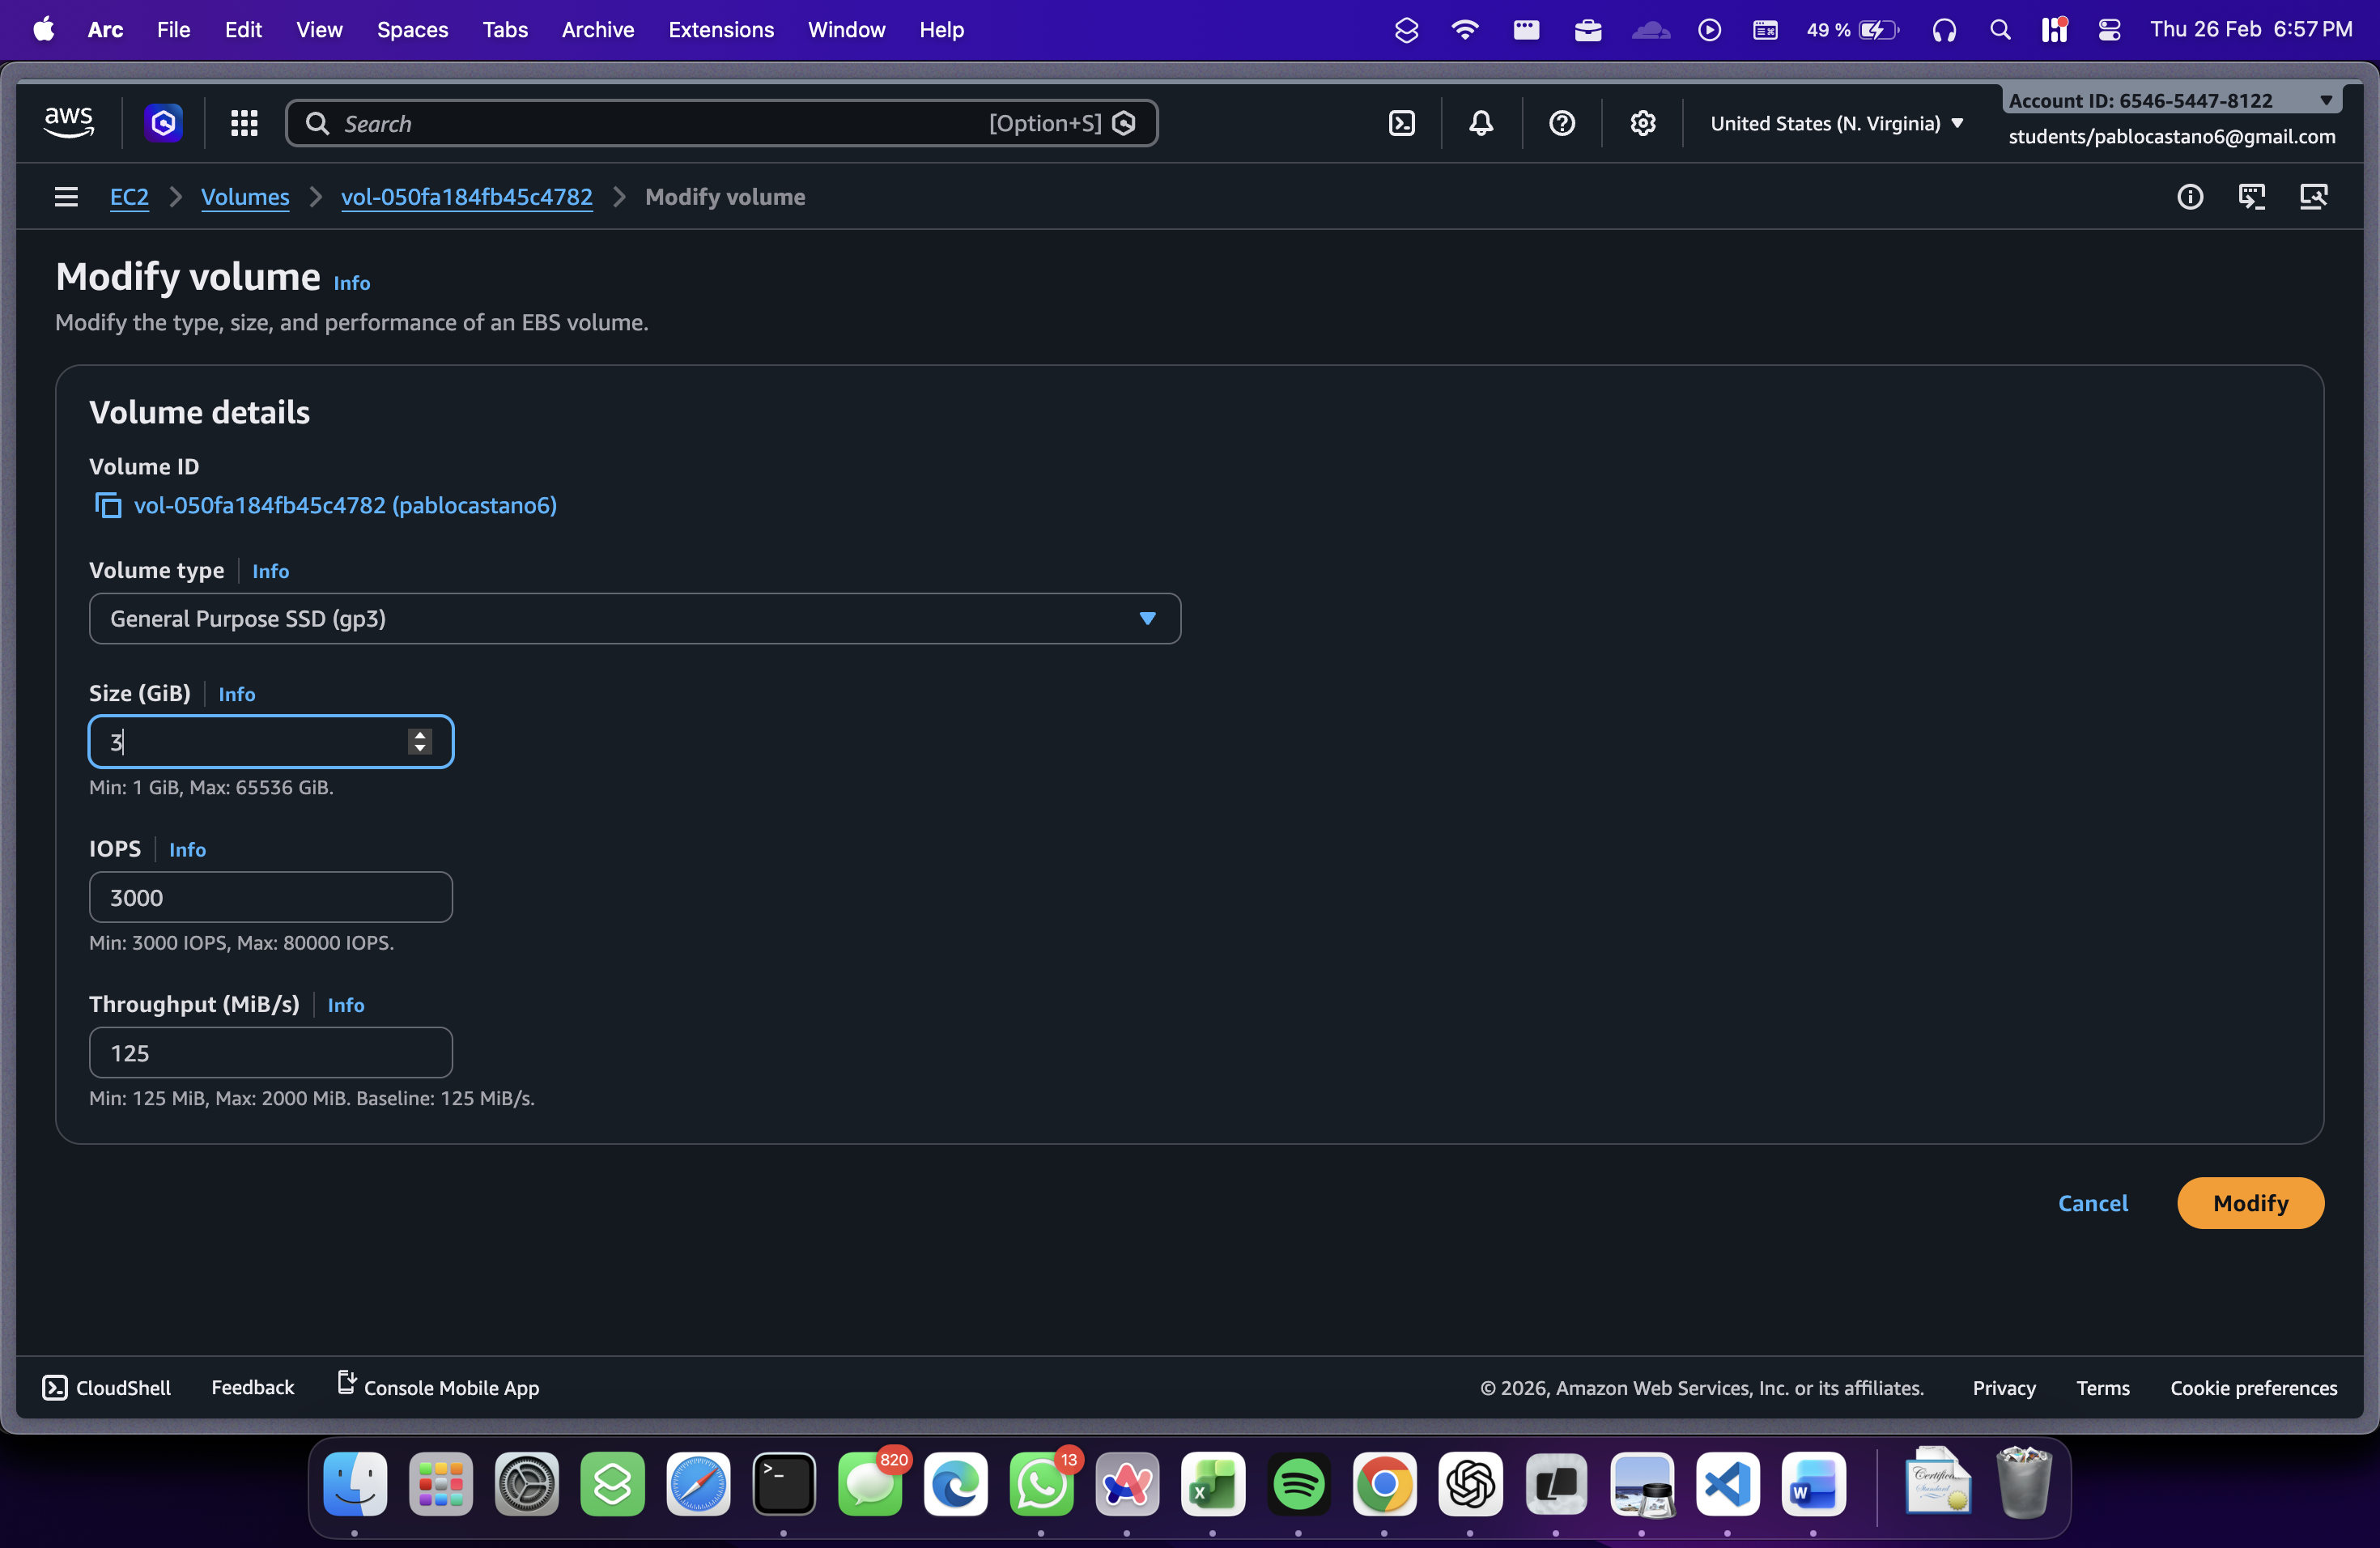 Arc File Edit View Spaces Tabs Archive Extensions Window Help 49 % Thu 26 Feb 6:57 PM
aws Search [Option+S] United States (N. Virginia) Account ID: 6546-5447-8122
students/pablocastano6@gmail.com
EC2 Volumes vol-050fa184fb45c4782 Modify volume
Modify volume Info
Modify the type, size, and performance of an EBS volume.
Volume details
Volume ID
vol-050fa184fb45c4782 (pablocastano6)
Volume type Info
General Purpose SSD (gp3)
Size (GiB) Info
3
Min: 1 GiB, Max: 65536 GiB.
IOPS Info
3000
Min: 3000 IOPS, Max: 80000 IOPS.
Throughput (MiB/s) Info
125
Min: 125 MiB, Max: 2000 MiB. Baseline: 125 MiB/s.
Cancel Modify
CloudShell Feedback Console Mobile App © 2026, Amazon Web Services, Inc. or its affiliates. Privacy Terms Cookie preferences
820 13